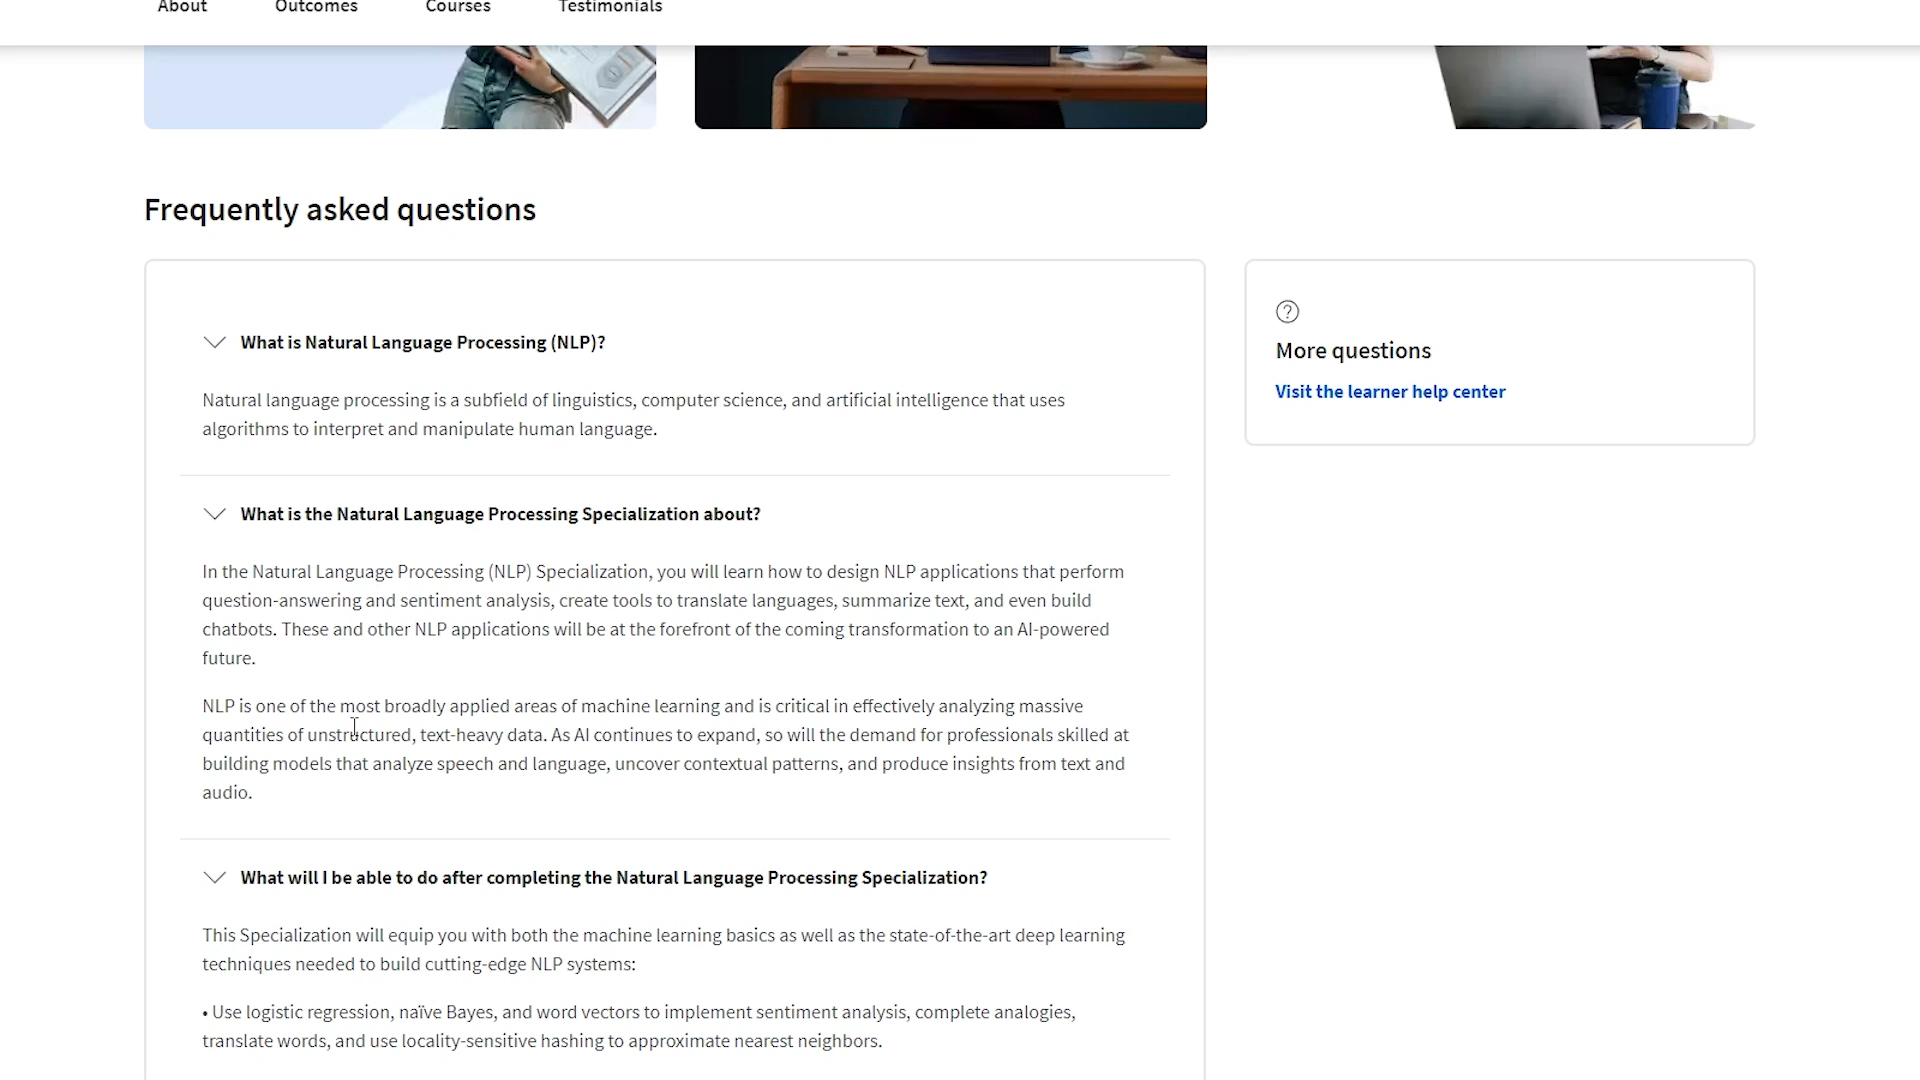 About Outcomes Courses Testimonials
Frequently asked questions
What is Natural Language Processing (NLP)?
Natural language processing is a subfield of linguistics, computer science, and artificial intelligence that uses
algorithms to interpret and manipulate human language.
What is the Natural Language Processing Specialization about?
In the Natural Language Processing (NLP) Specialization, you will learn how to design NLP applications that perform
question-answering and sentiment analysis, create tools to translate languages, summarize text, and even build
chatbots. These and other NLP applications will be at the forefront of the coming transformation to an AI-powered
future.
NLP is one of the most broadly applied areas of machine learning and is critical in effectively analyzing massive
quantities of unstructured, text-heavy data. As AI continues to expand, so will the demand for professionals skilled at
building models that analyze speech and language, uncover contextual patterns, and produce insights from text and
audio.
What will I be able to do after completing the Natural Language Processing Specialization?
This Specialization will equip you with both the machine learning basics as well as the state-of-the-art deep learning
techniques needed to build cutting-edge NLP systems:
• Use logistic regression, naïve Bayes, and word vectors to implement sentiment analysis, complete analogies,
translate words, and use locality-sensitive hashing to approximate nearest neighbors.
?
More questions
Visit the learner help center